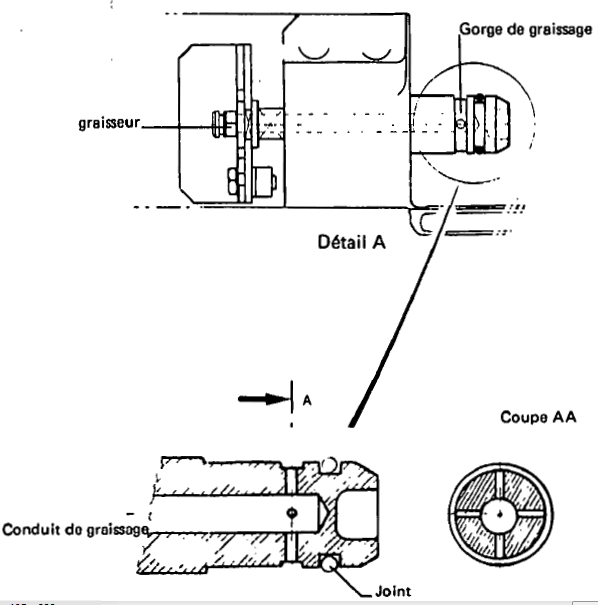 Gorge de graissage
graisseur
Détail A
A
Coupe AA
Conduit de graissage
Joint